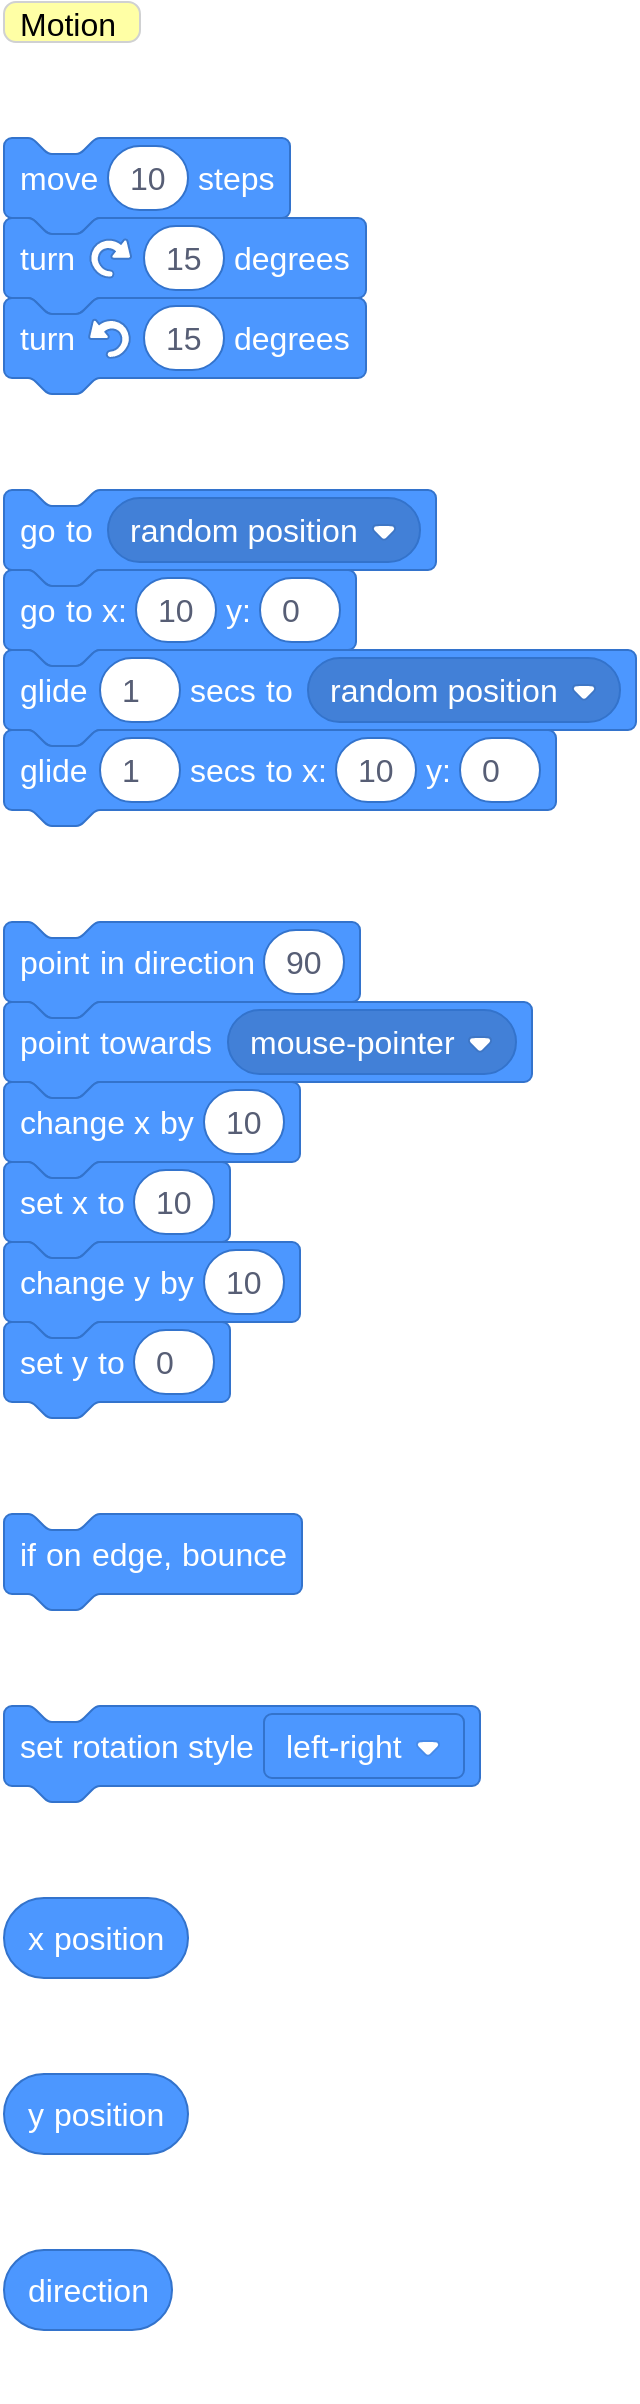 Motion
move 10 steps
turn 15 degrees
turn 15 degrees
go to random position
go to x: 10 y: 0
glide 1 secs to random position
glide 1 secs to x: 10 y: 0
point in direction 90
point towards mouse-pointer
change x by 10
set x to 10
change y by 10
set y to 0
if on edge, bounce
set rotation style left-right
x position
y position
direction